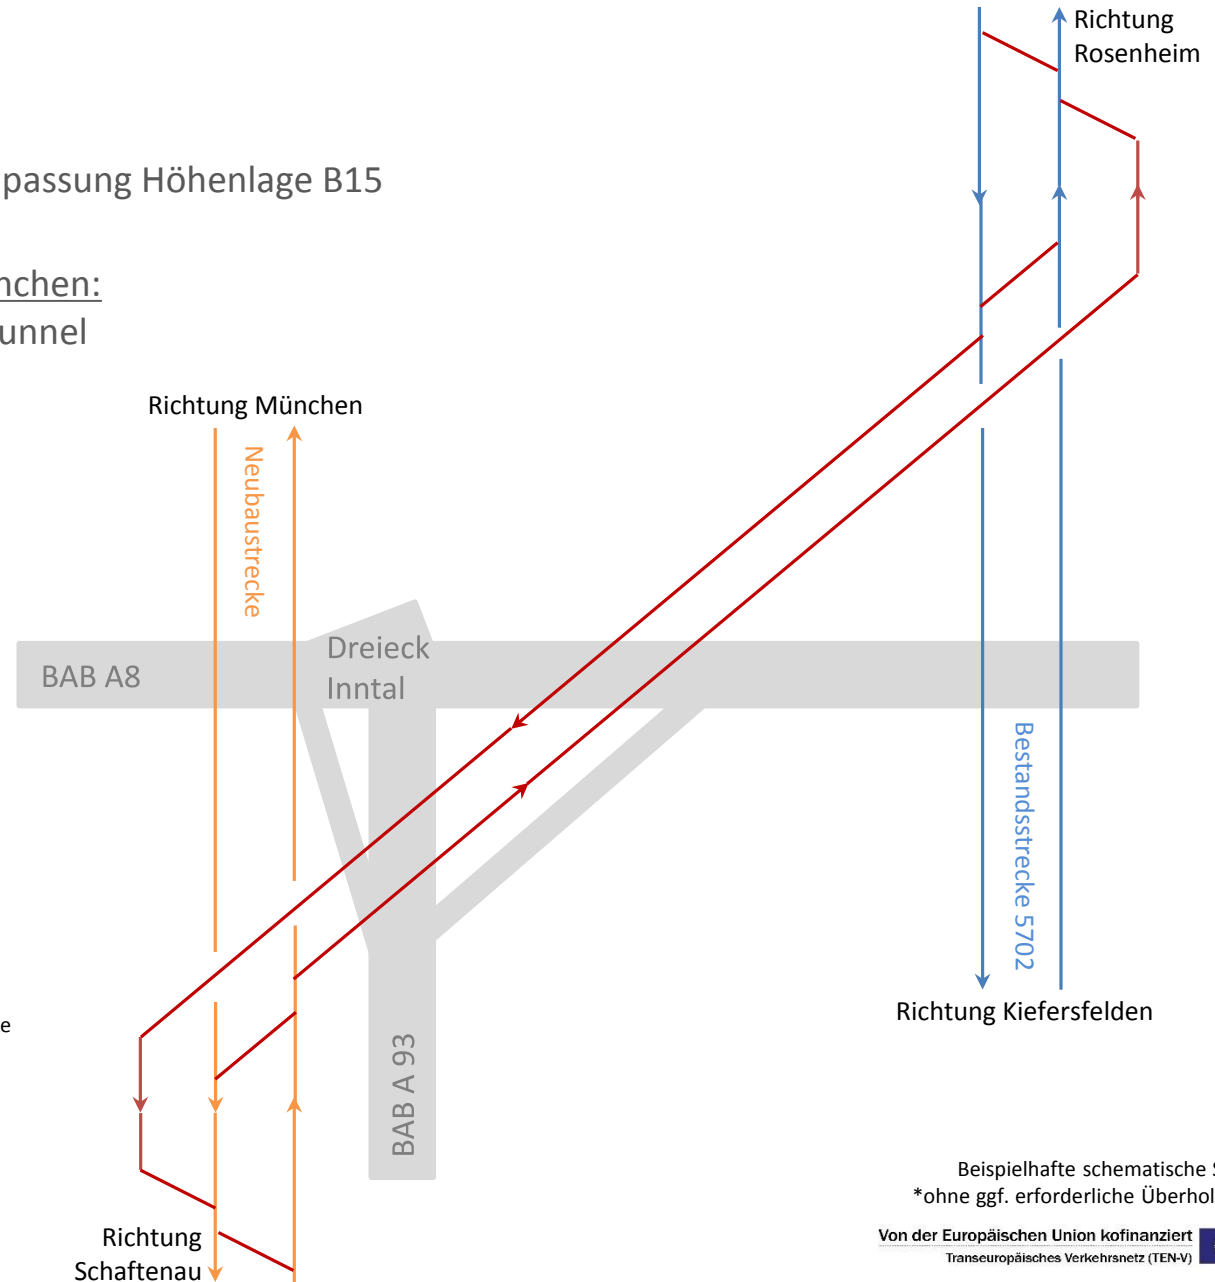 Richtung
Rosenheim
passung Höhenlage B15
nchen:
unnel
Richtung München
Neubaustrecke
Dreieck
Inntal
BAB A8
Bestandsstrecke 5702
Richtung Kiefersfelden
e
BAB A 93
Beispielhafte schematische S
*ohne ggf. erforderliche Überhol
Richtung
Schaftenau
Von der Europäischen Union kofinanziert
Transeuropäisches Verkehrsnetz (TEN-V)